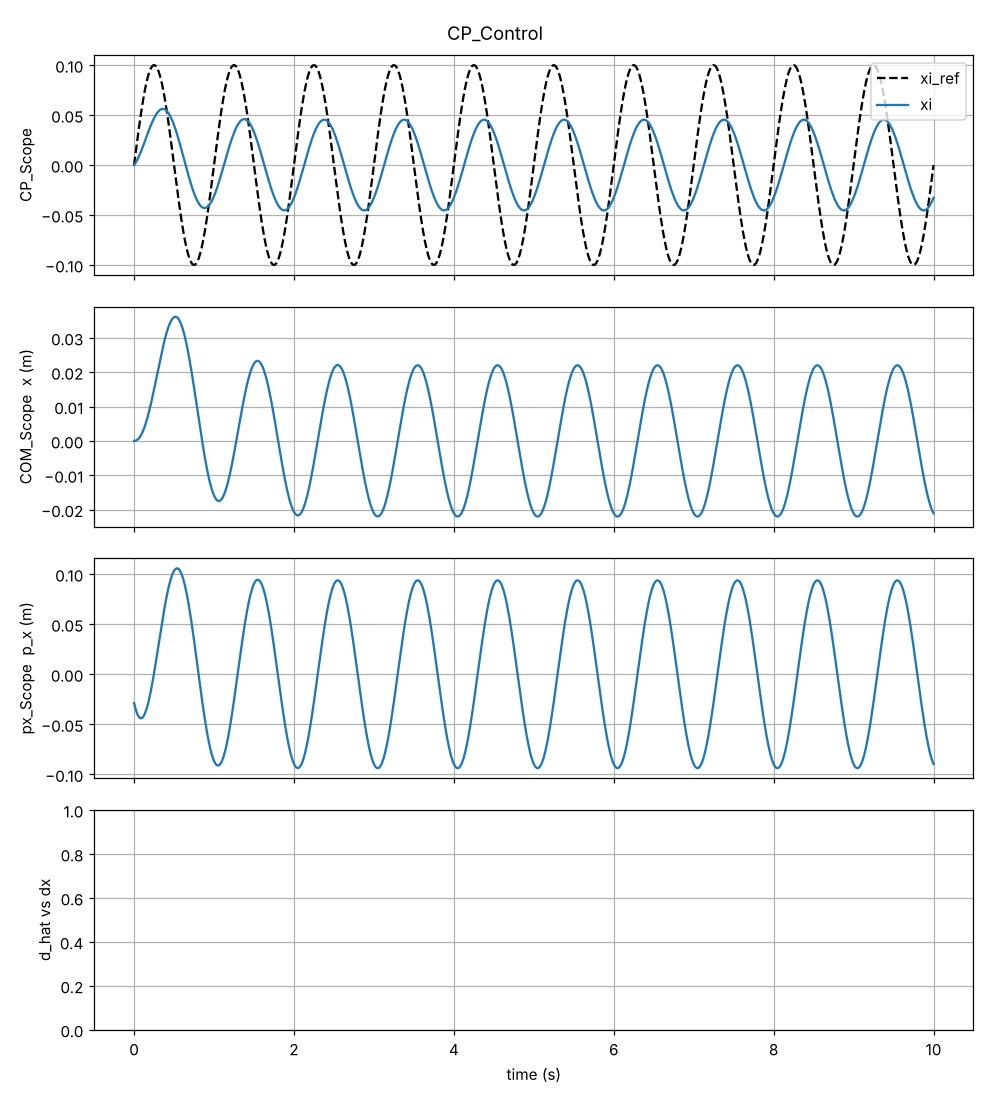 CP_Control
CP_Scope
0.10
0.05
0.00
−0.05
−0.10
xi_ref
xi
COM_Scope  x (m)
0.03
0.02
0.01
0.00
−0.01
−0.02
px_Scope  p_x (m)
0.10
0.05
0.00
−0.05
−0.10
d_hat vs dx
1.0
0.8
0.6
0.4
0.2
0.0
0 2 4 6 8 10
time (s)